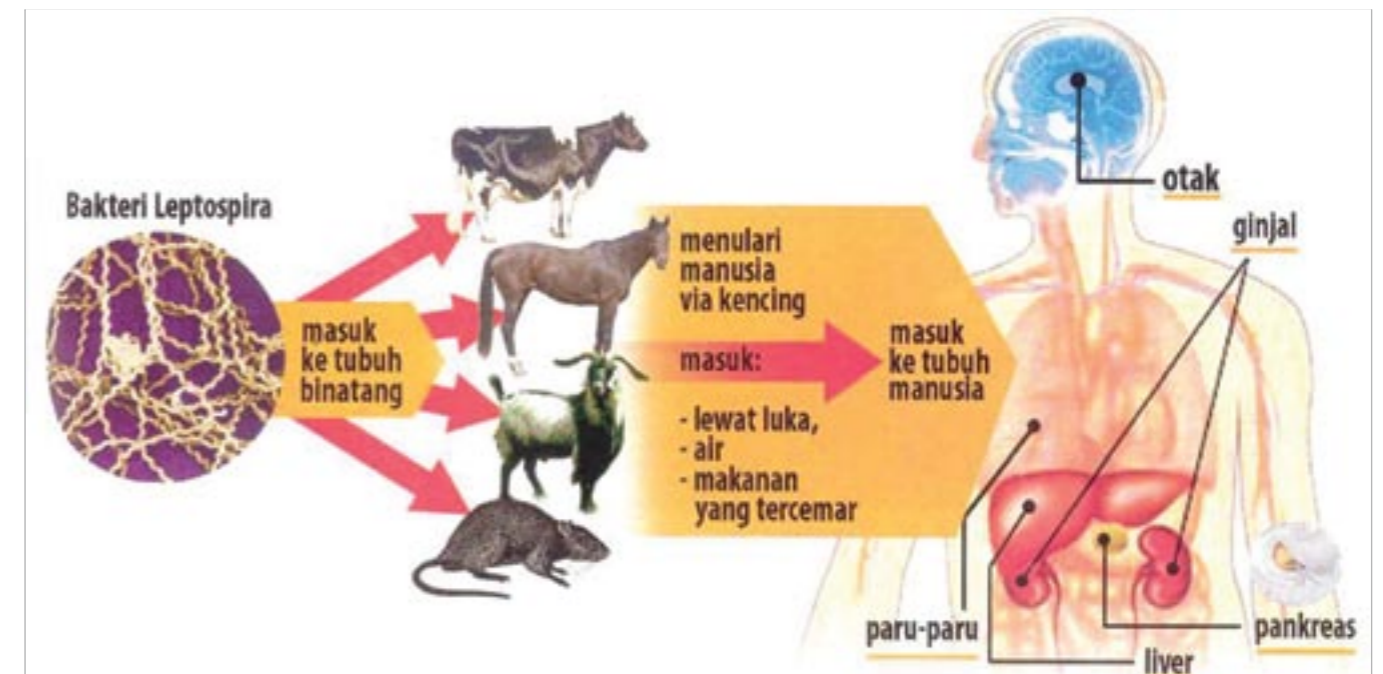 Bakteri Leptospira
masuk
ke tubuh
binatang
menulari
manusia
via kencing
masuk:
- lewat luka,
- air
- makanan
yang tercemar
masuk
ke tubuh
manusia
otak
ginjal
paru-paru
liver
pankreas